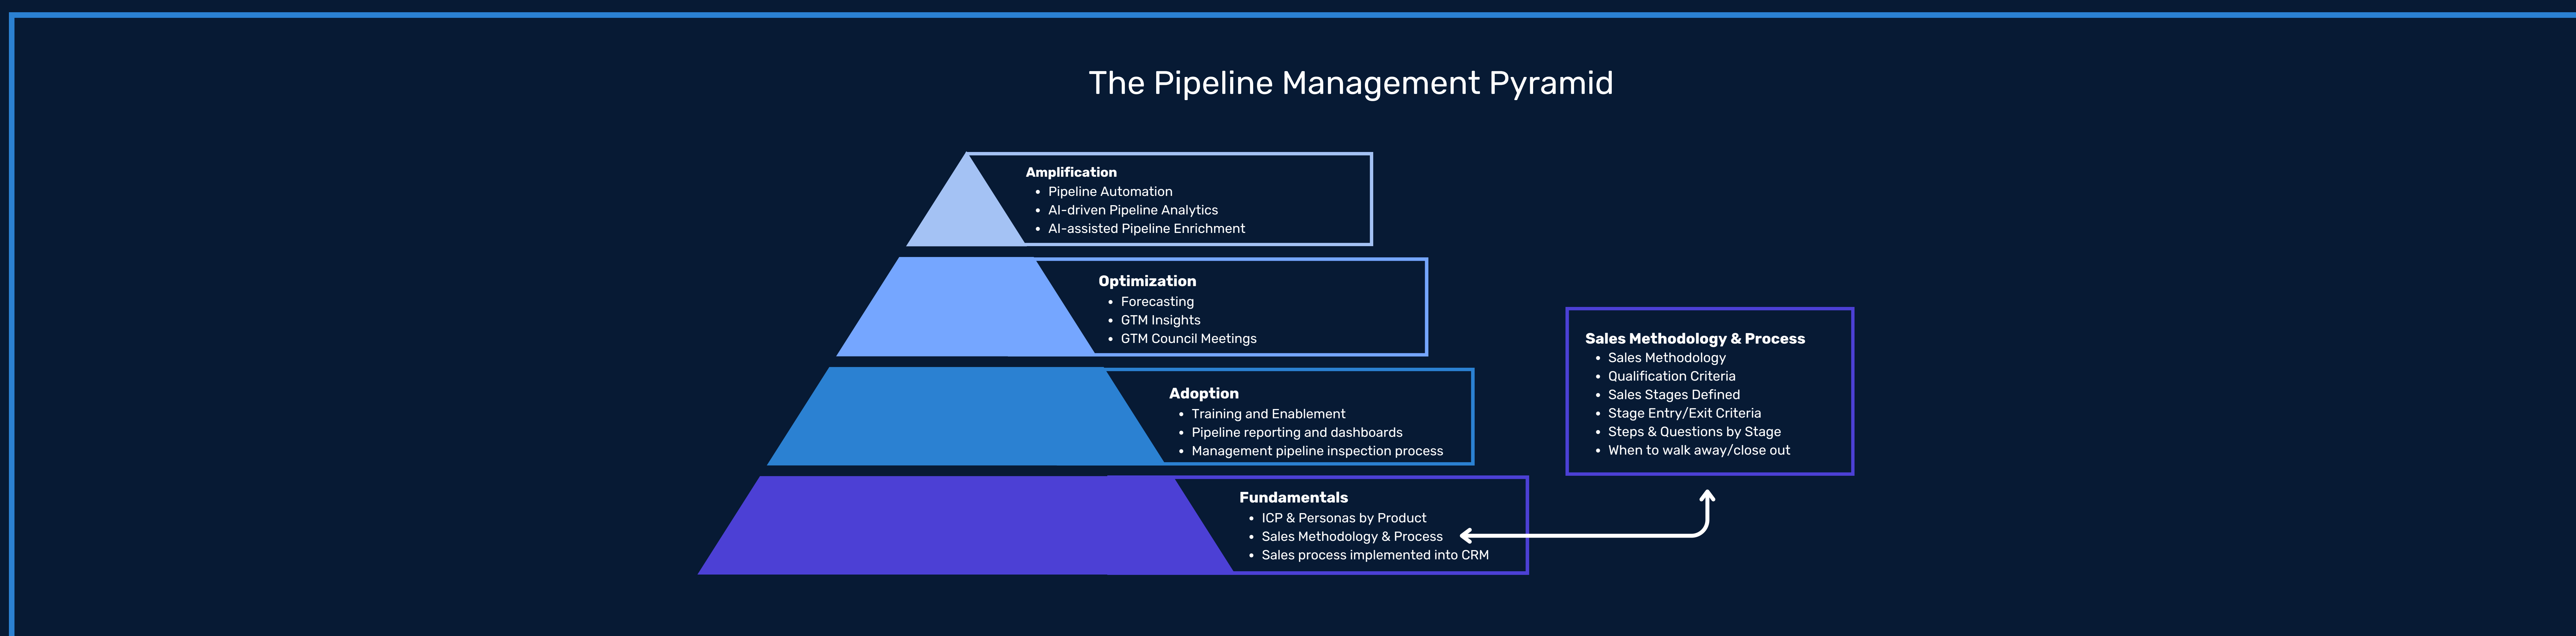 The Pipeline Management Pyramid
Amplification
• Pipeline Automation
• AI-driven Pipeline Analytics
• AI-assisted Pipeline Enrichment
Optimization
• Forecasting
• GTM Insights
• GTM Council Meetings
Adoption
• Training and Enablement
• Pipeline reporting and dashboards
• Management pipeline inspection process
Fundamentals
• ICP & Personas by Product
• Sales Methodology & Process
• Sales process implemented into CRM
Sales Methodology & Process
• Sales Methodology
• Qualification Criteria
• Sales Stages Defined
• Stage Entry/Exit Criteria
• Steps & Questions by Stage
• When to walk away/close out